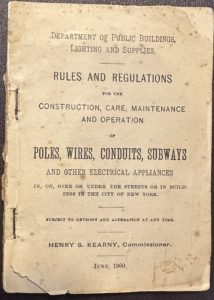 DEPARTMENT OF PUBLIC BUILDINGS,
LIGHTING AND SUPPLIES.
RULES AND REGULATIONS
FOR THE
CONSTRUCTION, CARE, MAINTENANCE
AND OPERATION
OF
POLES, WIRES, CONDUITS, SUBWAYS
AND OTHER ELECTRICAL APPLIANCES
IN, ON, OVER OR UNDER THE STREETS OR IN BUILD-
INGS IN THE CITY OF NEW YORK.
SUBJECT TO REVISION AND ALTERATION AT ANY TIME.
HENRY S. KEARNY, Commissioner.
JUNE, 1900.